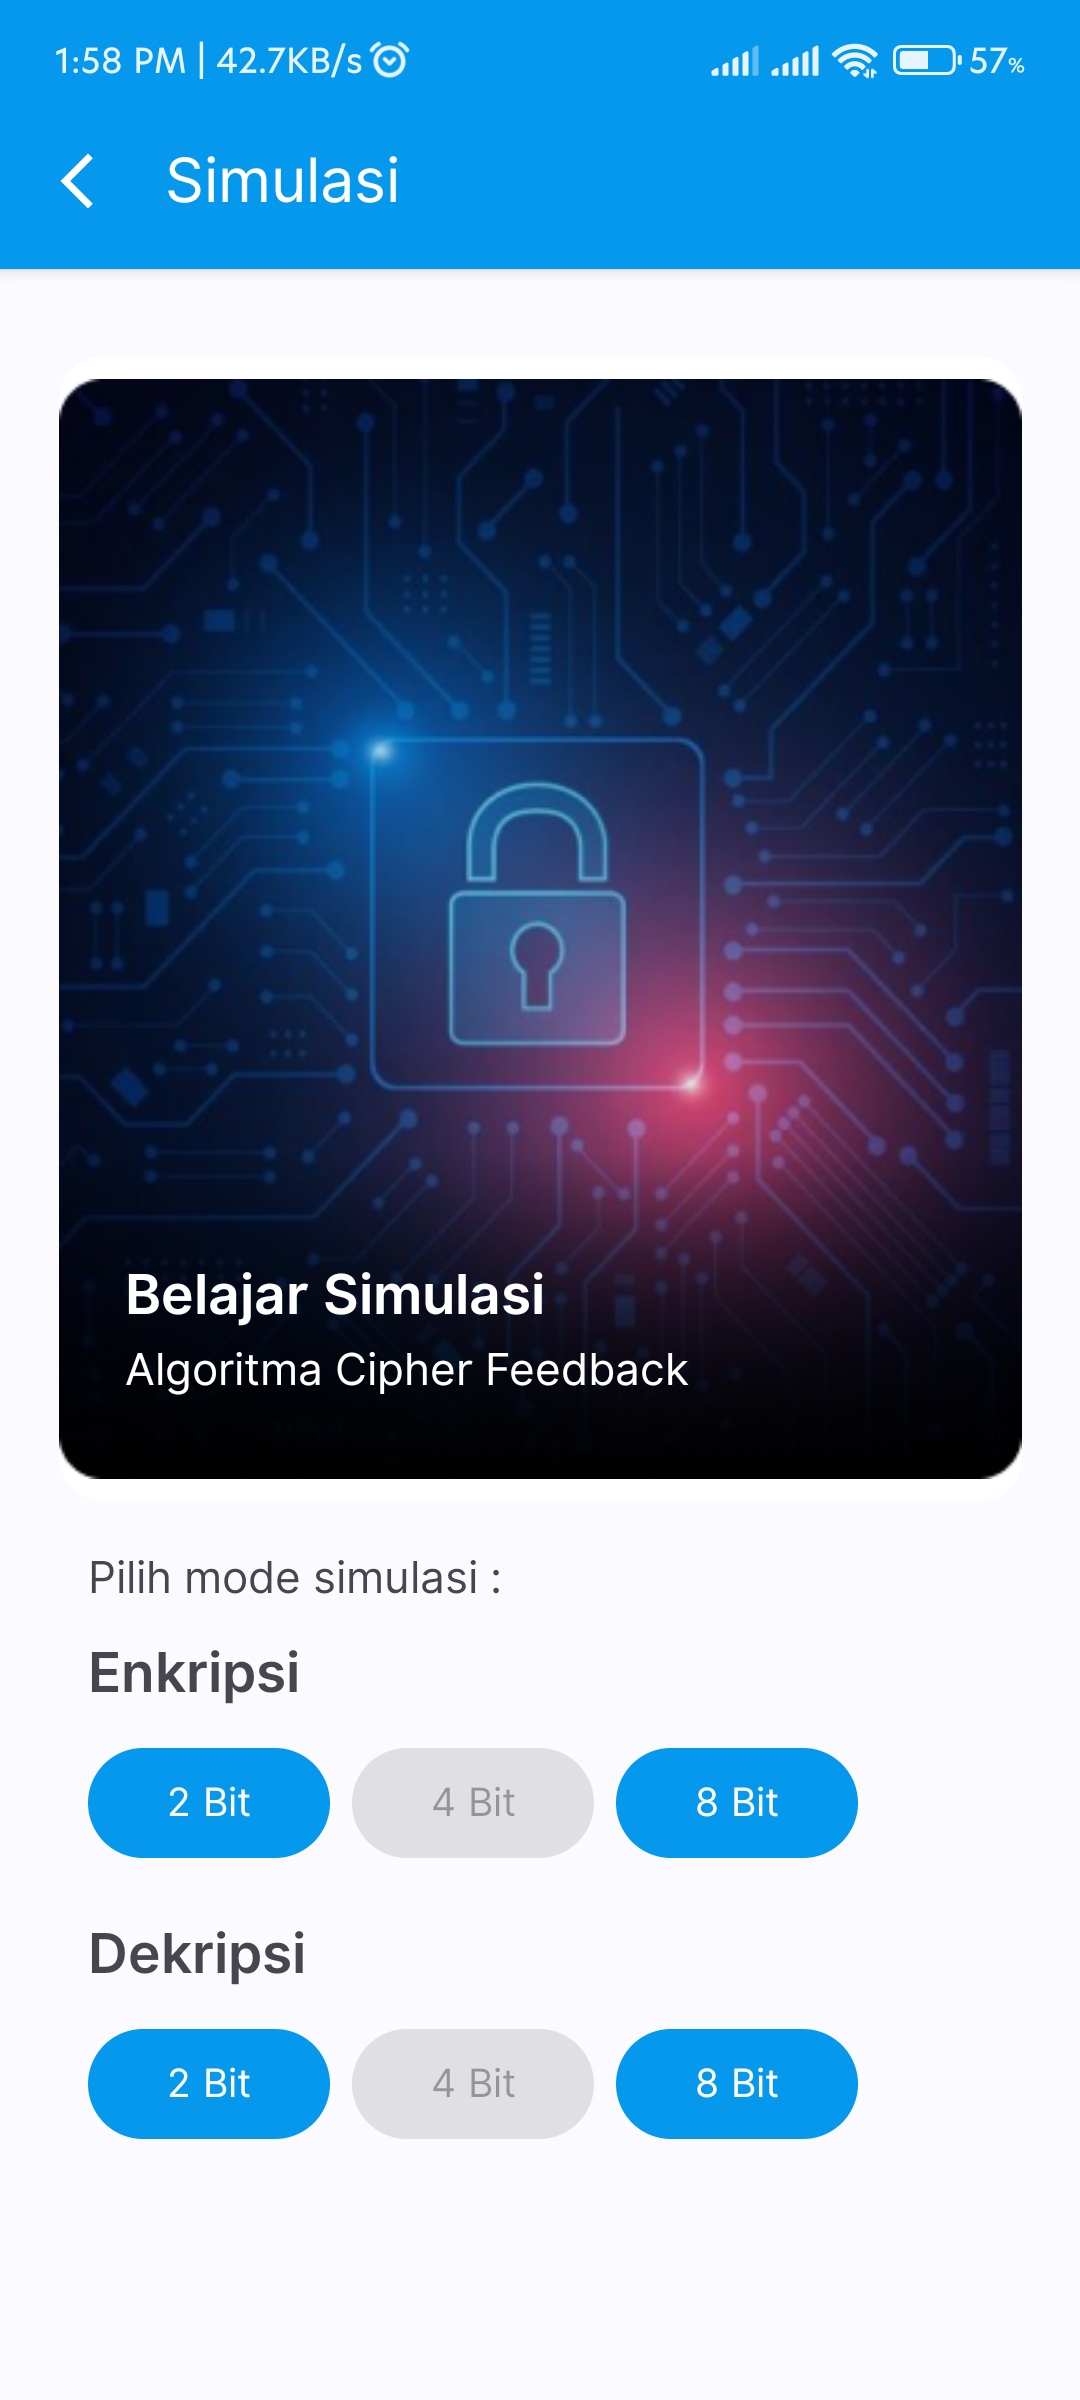 1:58 PM | 42.7KB/s 57%
Simulasi
Belajar Simulasi
Algoritma Cipher Feedback
Pilih mode simulasi :
Enkripsi
2 Bit 4 Bit 8 Bit
Dekripsi
2 Bit 4 Bit 8 Bit